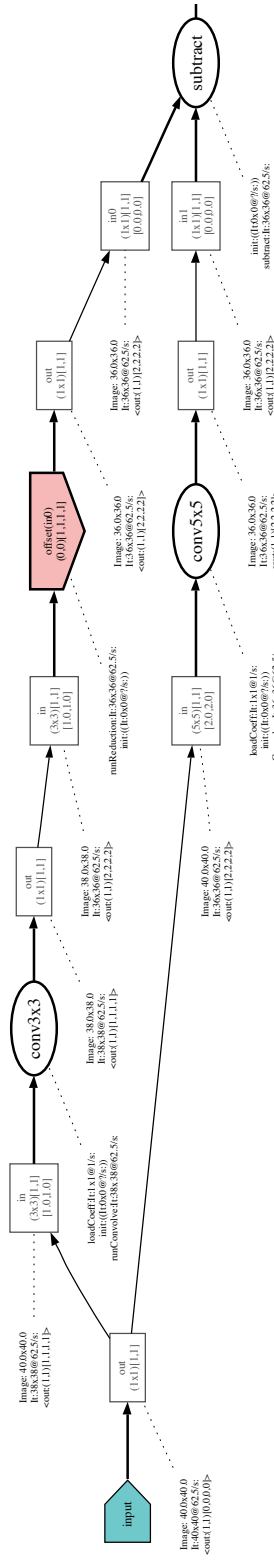 input
out
(1x1)[1,1]
Image: 40.0x40.0
It:40x40@62.5/s:
<out:(1,1)[0,0,0,0]>
in
(3x3)[1,1]
[1.0,1.0]
Image: 40.0x40.0
It:38x38@62.5/s:
<out:(1,1)[1,1,1,1]>
conv3x3
loadCoeff:It:1x1@1/s:
init:((It:0x0@?/s:))
runConvolve:It:38x38@62.5/s:
out
(1x1)[1,1]
Image: 38.0x38.0
It:38x38@62.5/s:
<out:(1,1)[1,1,1,1]>
in
(3x3)[1,1]
[1.0,1.0]
Image: 38.0x38.0
It:36x36@62.5/s:
<out:(1,1)[2,2,2,2]>
offset(in0)
(0,0)[1,1,1,1]
runReduction:It:36x36@62.5/s:
init:((It:0x0@?/s:))
out
(1x1)[1,1]
Image: 36.0x36.0
It:36x36@62.5/s:
<out:(1,1)[2,2,2,2]>
in0
(1x1)[1,1]
[0.0,0.0]
Image: 36.0x36.0
It:36x36@62.5/s:
<out:(1,1)[2,2,2,2]>
in
(5x5)[1,1]
[2.0,2.0]
Image: 40.0x40.0
It:36x36@62.5/s:
<out:(1,1)[2,2,2,2]>
conv5x5
loadCoeff:It:1x1@1/s:
init:((It:0x0@?/s:))
out
(1x1)[1,1]
Image: 36.0x36.0
It:36x36@62.5/s:
<out:(1,1)[2,2,2,2]>
in1
(1x1)[1,1]
[0.0,0.0]
Image: 36.0x36.0
It:36x36@62.5/s:
<out:(1,1)[2,2,2,2]>
subtract
init:((It:0x0@?/s:))
subtract:It:36x36@62.5/s: